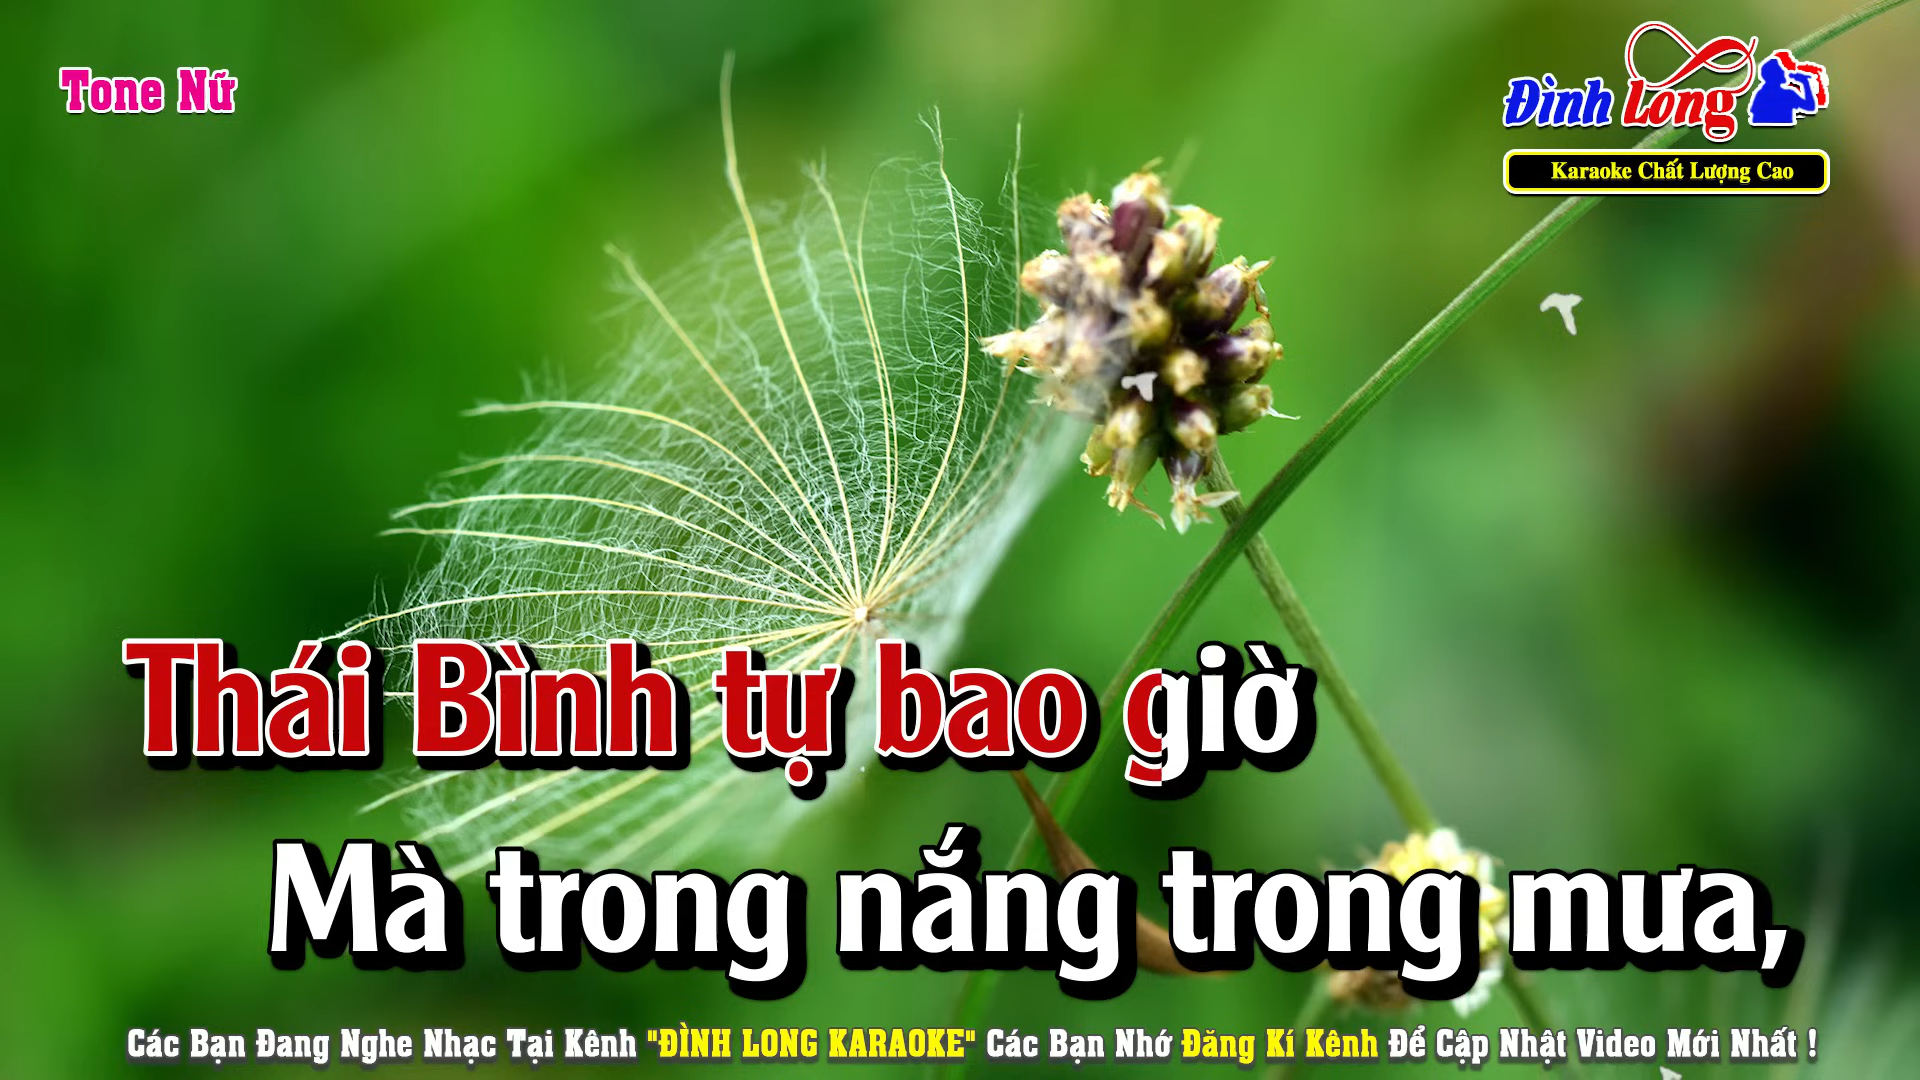 Tone Nữ
Đình Long
Karaoke Chất Lượng Cao
Thái Bình tự bao giờ
Mà trong nắng trong mưa,
Các Bạn Đang Nghe Nhạc Tại Kênh "ĐÌNH LONG KARAOKE" Các Bạn Nhớ Đăng Kí Kênh Để Cập Nhật Video Mới Nhất !